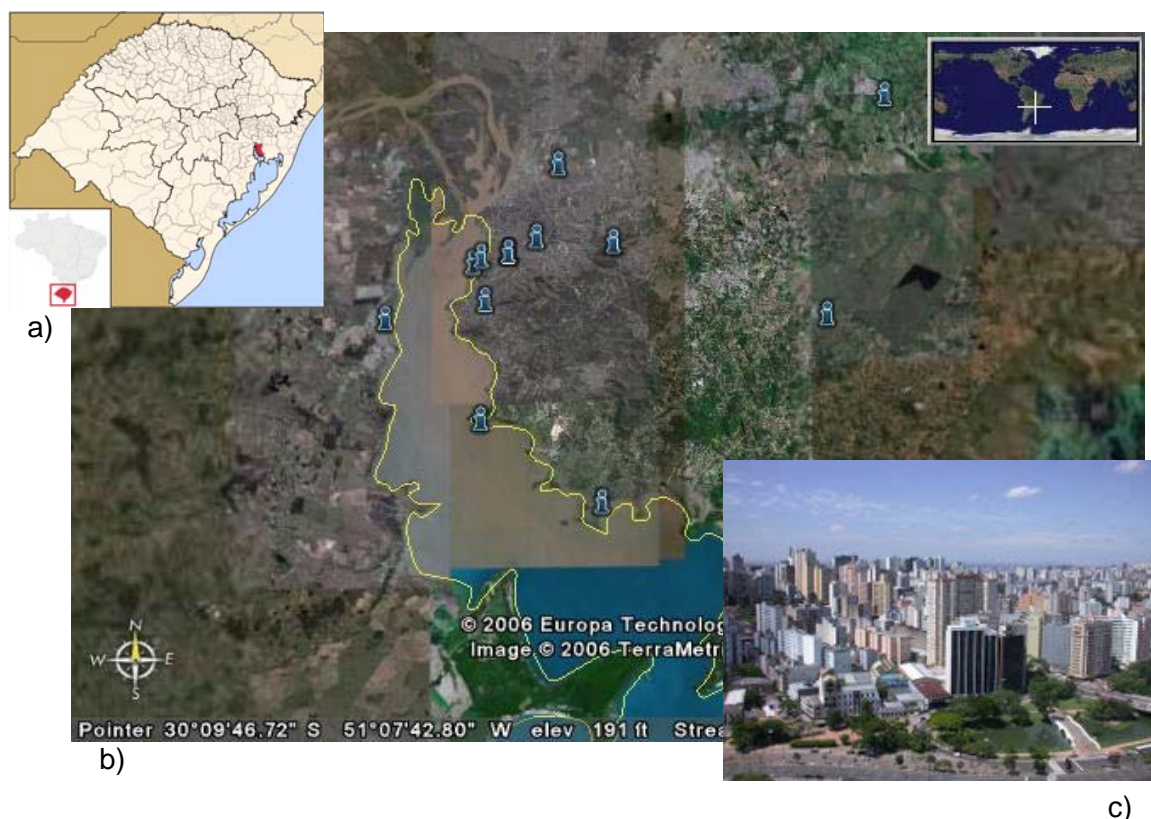 a)
N
W E
S
© 2006 Europa Technolog
Image © 2006 TerraMetri
Pointer 30°09'46.72" S 51°07'42.80" W elev 191 ft Strea
b)
c)